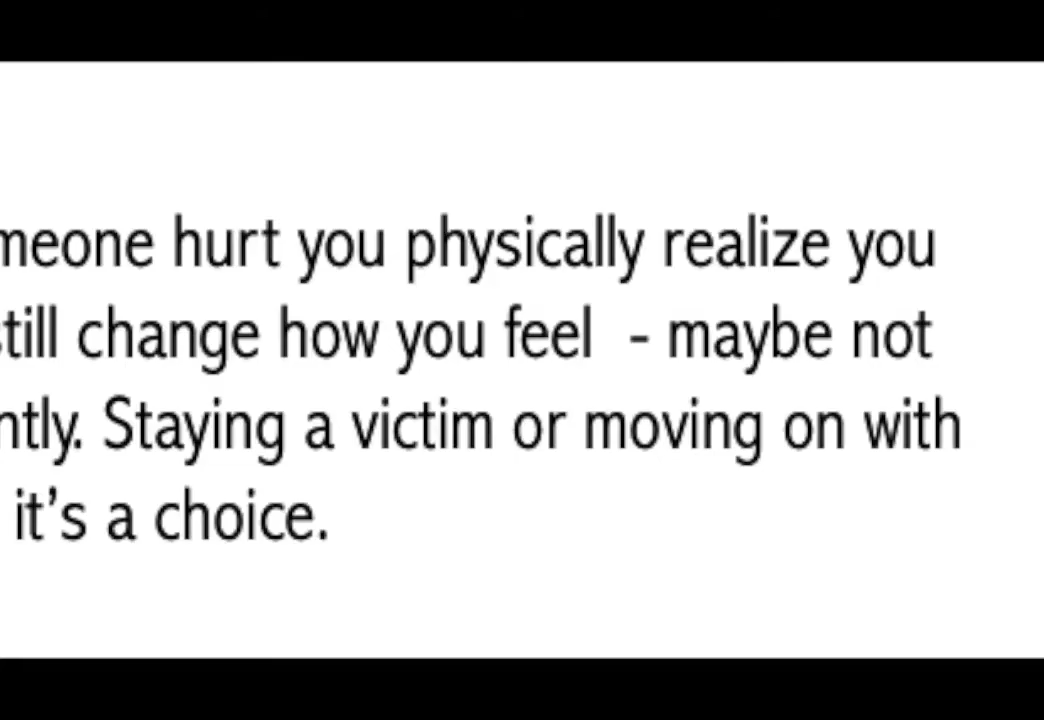 meone hurt you physically realize you
still change how you feel - maybe not
ntly. Staying a victim or moving on with
it's a choice.